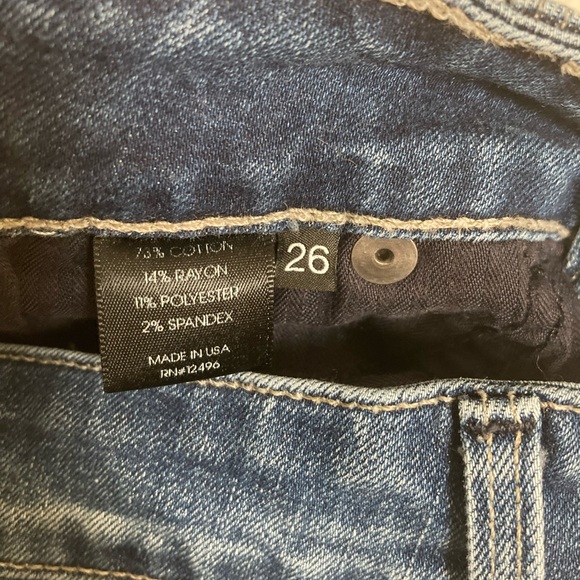 73% COTTON
14% RAYON
11% POLYESTER
2% SPANDEX
MADE IN USA
RN#12496
26